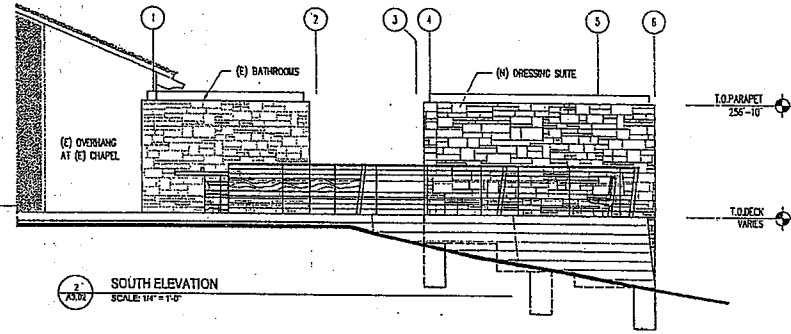 1 2 3 4 5 6
(E) BATHROOMS
(N) DRESSING SUITE
T.O.PARAPET
256'-10"
(E) OVERHANG
AT (E) CHAPEL
T.O.DECK
VARIES
2
A3.02
SOUTH ELEVATION
SCALE: 1/4" = 1'-0"